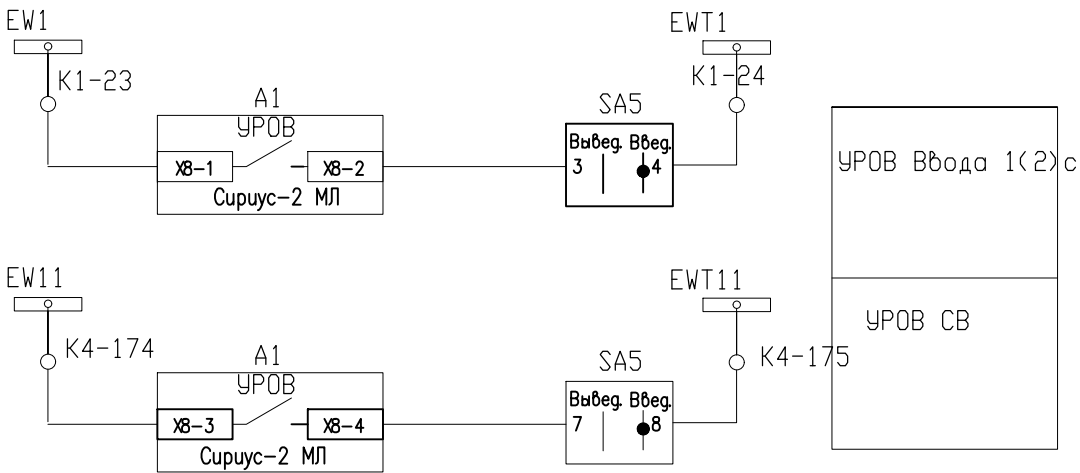 EW1
K1-23
A1
УРОВ
X8-1
X8-2
Сириус-2 МЛ
SA5
Вывед. Введ.
3 4
EWT1
K1-24
УРОВ Ввода 1(2)с
EW11
K4-174
A1
УРОВ
X8-3
X8-4
Сириус-2 МЛ
SA5
Вывед. Введ.
7 8
EWT11
K4-175
УРОВ СВ